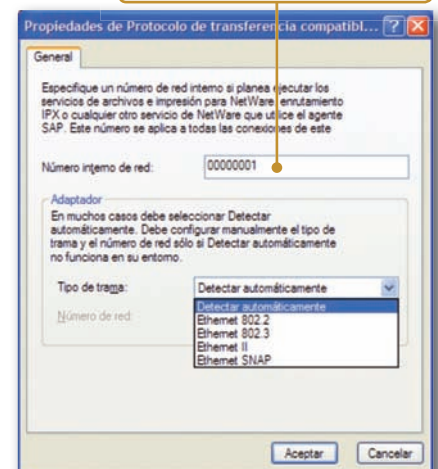 Propiedades de Protocolo de transferencia compatibl...
General
Especifique un número de red interno si planea ejecutar los
servicios de archivos e impresión para NetWare, enrutamiento
IPX o cualquier otro servicio de NetWare que utilice el agente
SAP. Este número se aplica a todas las conexiones de este
Número interno de red: 00000001
Adaptador
En muchos casos debe seleccionar Detectar
automáticamente. Debe configurar manualmente el tipo de
trama y el número de red sólo si Detectar automáticamente
no funciona en su entorno.
Tipo de trama: Detectar automáticamente
Detectar automáticamente
Ethernet 802.2
Número de red:
Ethernet 802.3
Ethernet II
Ethernet SNAP
Aceptar Cancelar